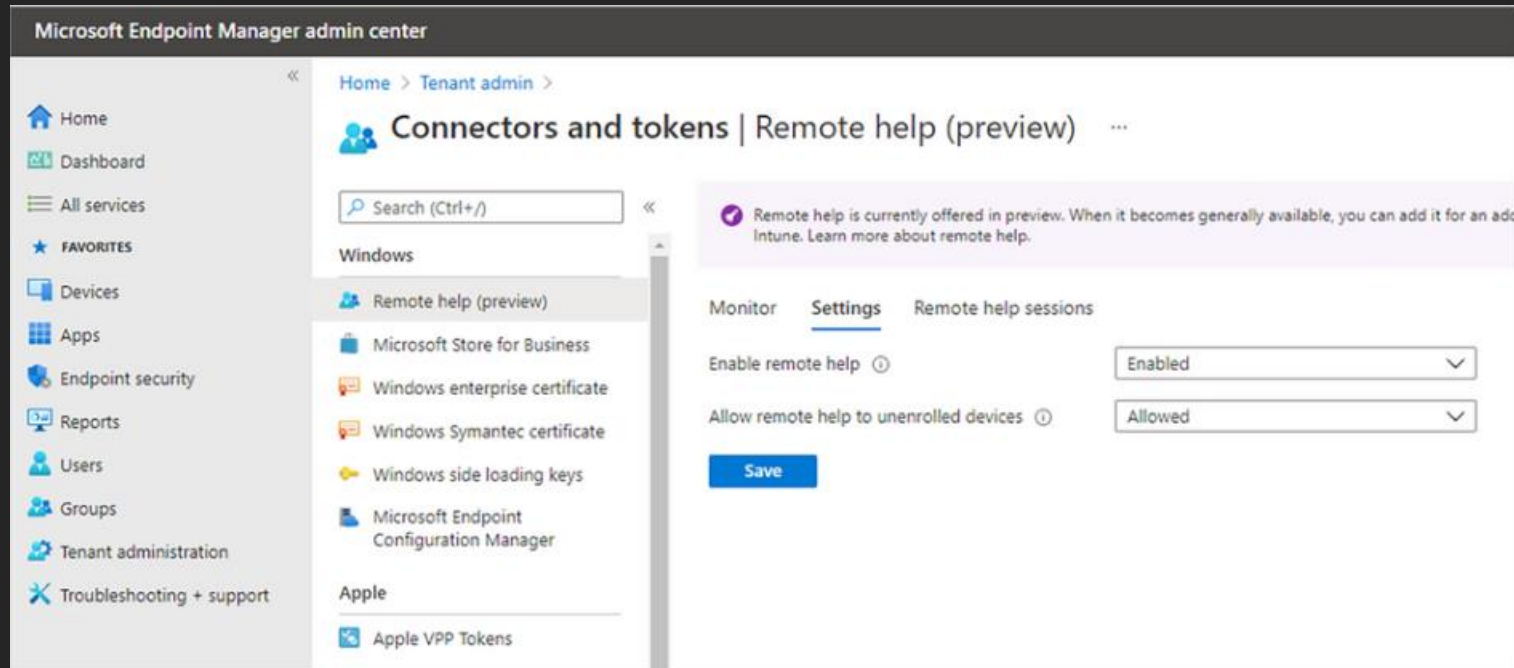 Microsoft Endpoint Manager admin center
«
Home
Dashboard
All services
FAVORITES
Devices
Apps
Endpoint security
Reports
Users
Groups
Tenant administration
Troubleshooting + support
Home > Tenant admin >
Connectors and tokens | Remote help (preview) ...
Search (Ctrl+/)
«
Windows
Remote help (preview)
Microsoft Store for Business
Windows enterprise certificate
Windows Symantec certificate
Windows side loading keys
Microsoft Endpoint
Configuration Manager
Apple
Apple VPP Tokens
Remote help is currently offered in preview. When it becomes generally available, you can add it for an
Intune. Learn more about remote help.
Monitor Settings Remote help sessions
Enable remote help Enabled
Allow remote help to unenrolled devices Allowed
Save